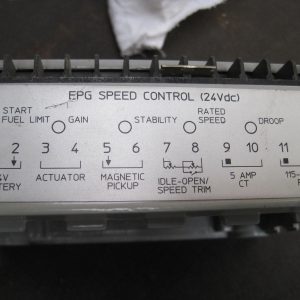 EPG SPEED CONTROL (24Vdc)
START
FUEL LIMIT
GAIN
STABILITY
RATED
SPEED
DROOP
2 3 4 5 6 7 8 9 10 11
ACTUATOR
MAGNETIC
PICKUP
IDLE-OPEN/
SPEED TRIM
5 AMP
CT
115-